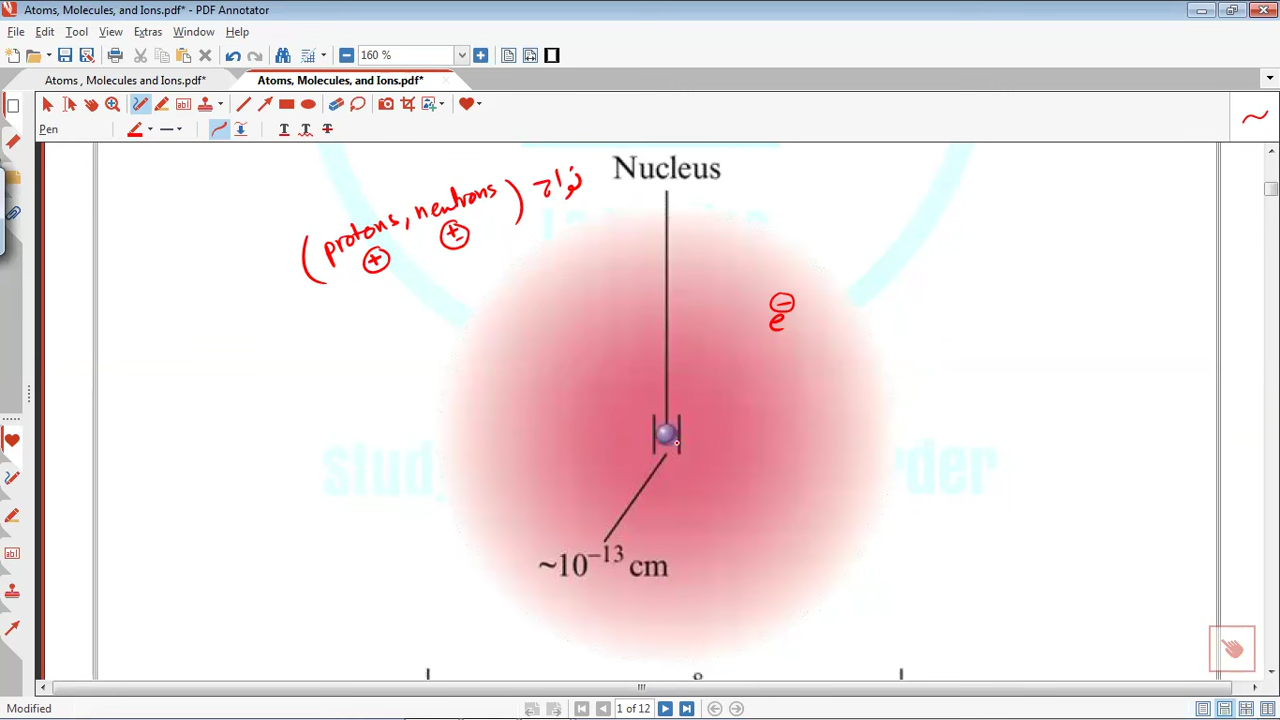 Atoms, Molecules, and Ions.pdf* - PDF Annotator
File Edit Tool View Extras Window Help
160 %
Atoms , Molecules and Ions.pdf* Atoms, Molecules, and Ions.pdf*
Pen
Nucleus
(protons, neutrons)
+ ±
e −
~10⁻¹³ cm
Modified
1 of 12